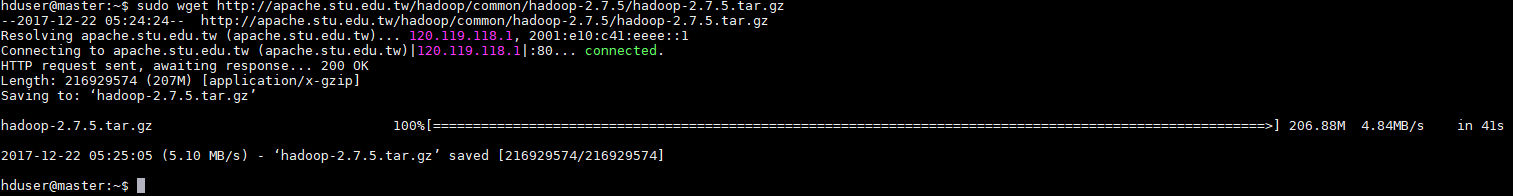 hduser@master:~$ sudo wget http://apache.stu.edu.tw/hadoop/common/hadoop-2.7.5/hadoop-2.7.5.tar.gz
--2017-12-22 05:24:24--  http://apache.stu.edu.tw/hadoop/common/hadoop-2.7.5/hadoop-2.7.5.tar.gz
Resolving apache.stu.edu.tw (apache.stu.edu.tw)... 120.119.118.1, 2001:e10:c41:eeee::1
Connecting to apache.stu.edu.tw (apache.stu.edu.tw)|120.119.118.1|:80... connected.
HTTP request sent, awaiting response... 200 OK
Length: 216929574 (207M) [application/x-gzip]
Saving to: ‘hadoop-2.7.5.tar.gz’
hadoop-2.7.5.tar.gz 100%[========================================================================================================>] 206.88M 4.84MB/s in 41s
2017-12-22 05:25:05 (5.10 MB/s) - ‘hadoop-2.7.5.tar.gz’ saved [216929574/216929574]
hduser@master:~$